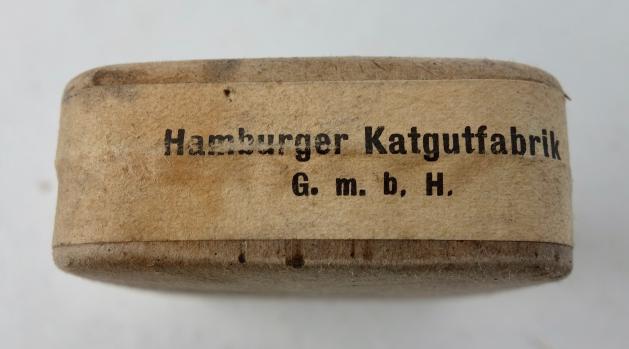 Hamburger Katgutfabrik
G. m. b. H.